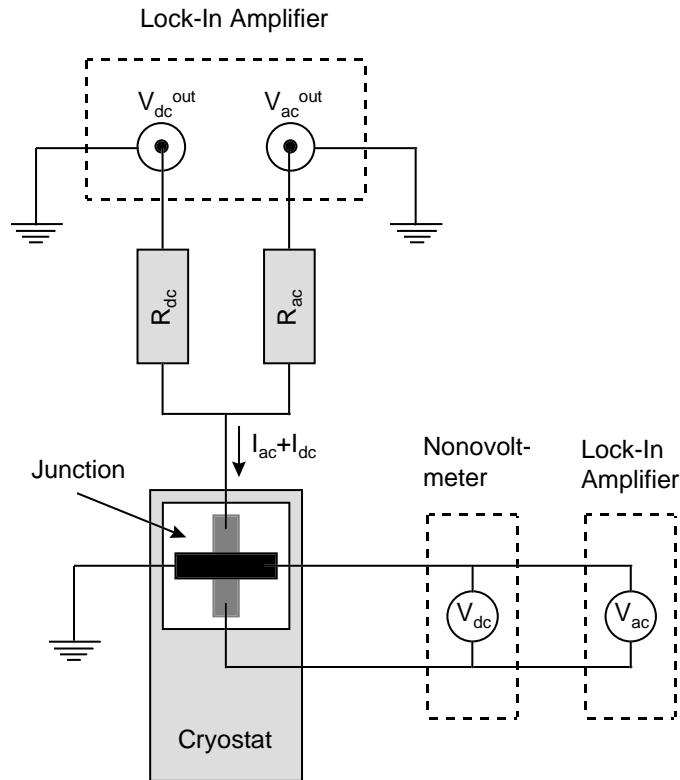 Lock-In Amplifier
V_dc^out
V_ac^out
R_dc
R_ac
I_ac+I_dc
Junction
Nonovolt-
meter
Lock-In
Amplifier
V_dc
V_ac
Cryostat